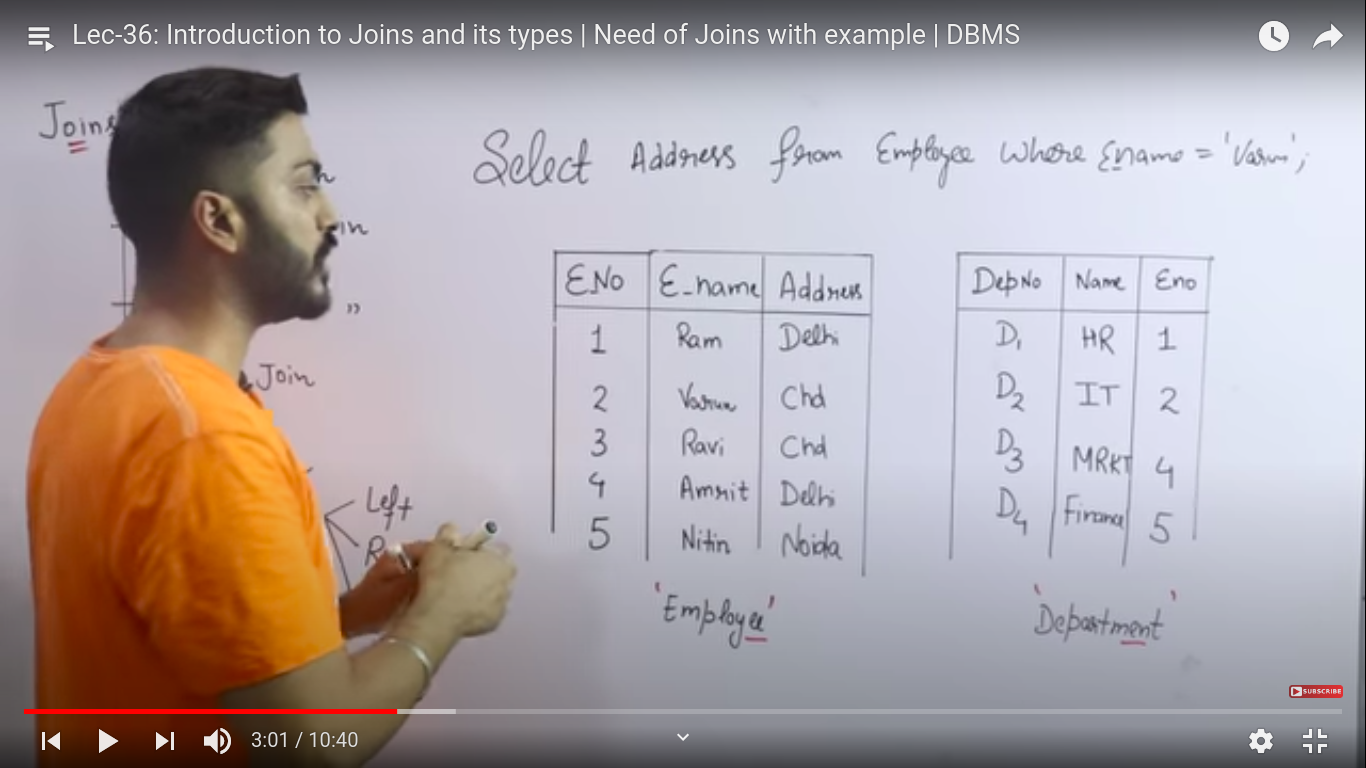 Lec-36: Introduction to Joins and its types | Need of Joins with example | DBMS
Joins
Select Address from Employee where Ename = 'Varun';
in
Join
"
Left
E.No E_name Address
1 Ram Delhi
2 Varun Chd
3 Ravi Chd
4 Amrit Delhi
5 Nitin Noida
'Employee'
DepNo Name Eno
D1 HR 1
D2 IT 2
D3 MRKT 4
D4 Finance 5
'Department'
SUBSCRIBE
3:01 / 10:40